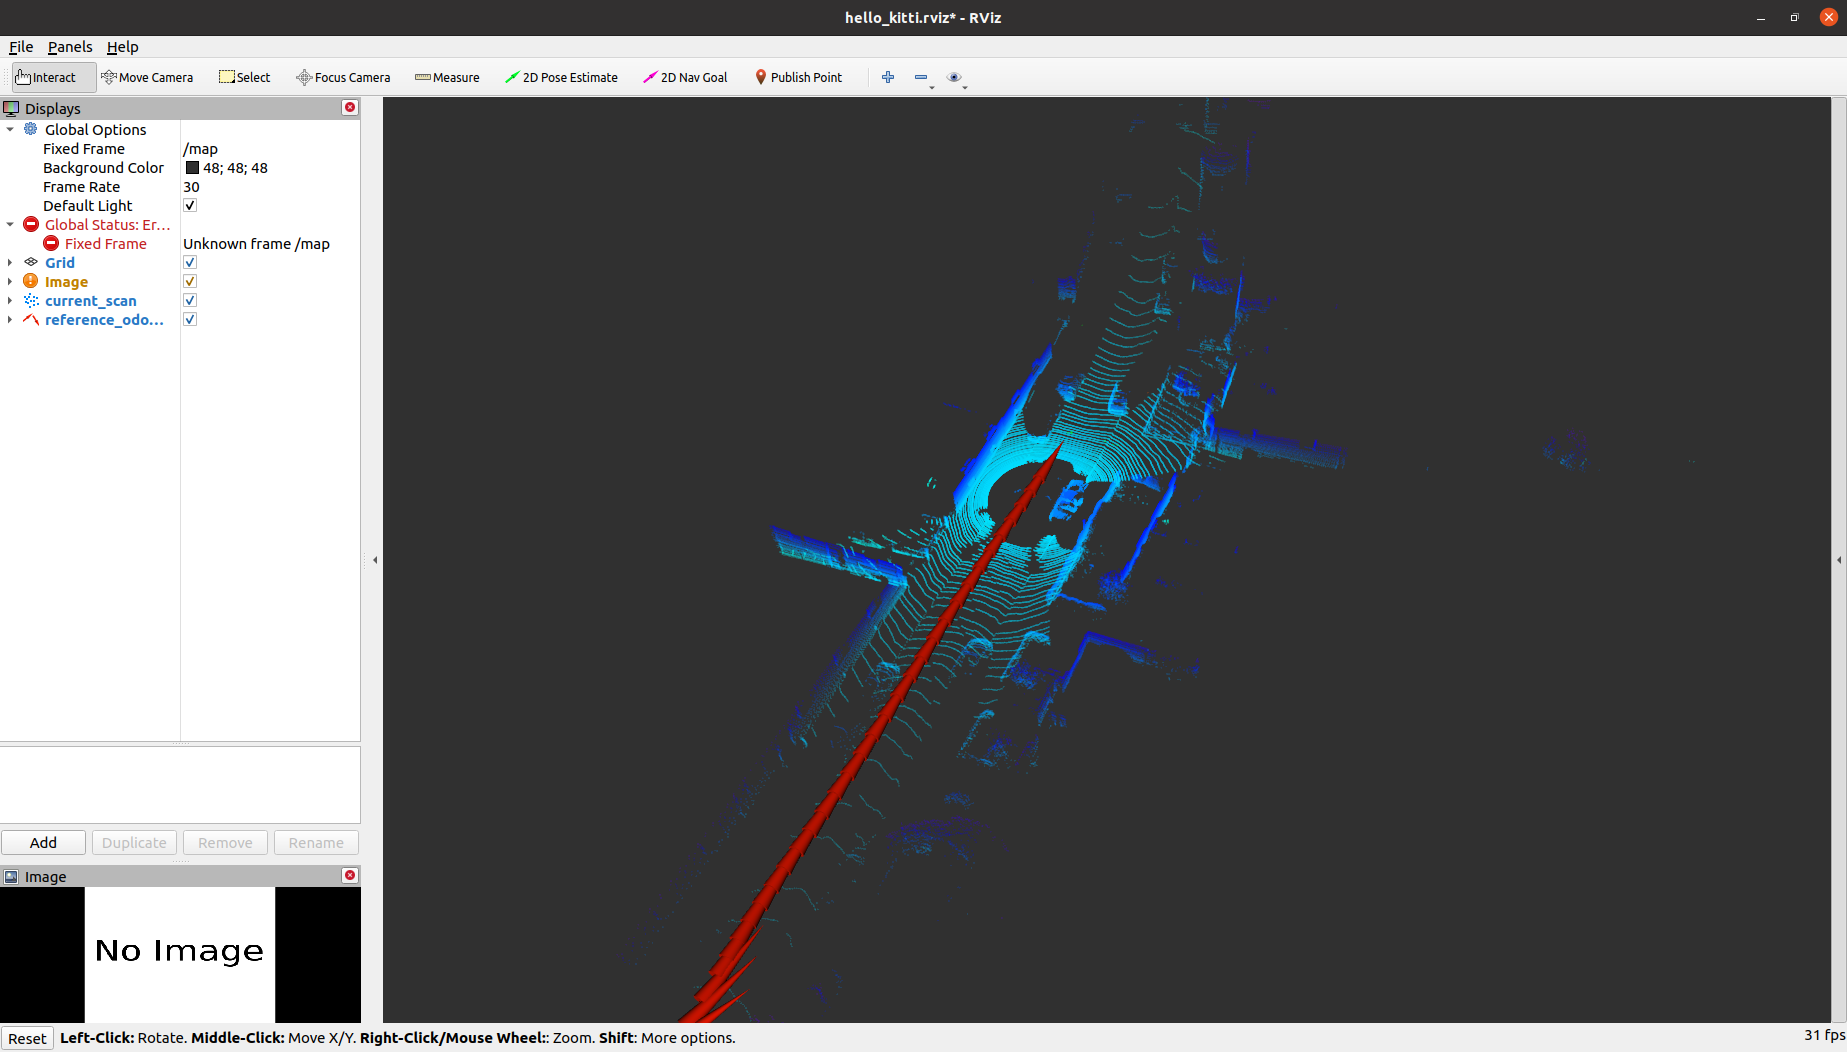 hello_kitti.rviz* - RViz
File Panels Help
Interact Move Camera Select Focus Camera Measure 2D Pose Estimate 2D Nav Goal Publish Point
Displays
Global Options
Fixed Frame /map
Background Color 48; 48; 48
Frame Rate 30
Default Light
Global Status: Er...
Fixed Frame Unknown frame /map
Grid
Image
current_scan
reference_odo...
Add Duplicate Remove Rename
Image
No Image
Reset Left-Click: Rotate. Middle-Click: Move X/Y. Right-Click/Mouse Wheel:: Zoom. Shift: More options. 31 fps